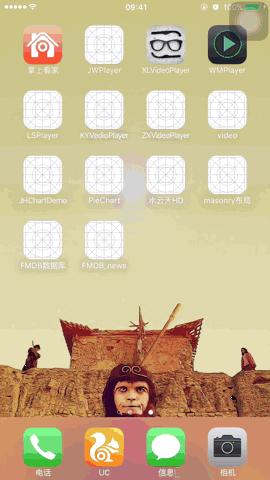 09:41
100%
掌上看家
JWPlayer
XLVideoPlayer
WMPlayer
LSPlayer
KYVedioPlayer
ZXVideoPlayer
video
JHChartDemo
PieChart
水云天HD
masonry布局
FMDB数据库
FMDB_news
电话
UC
信息
相机